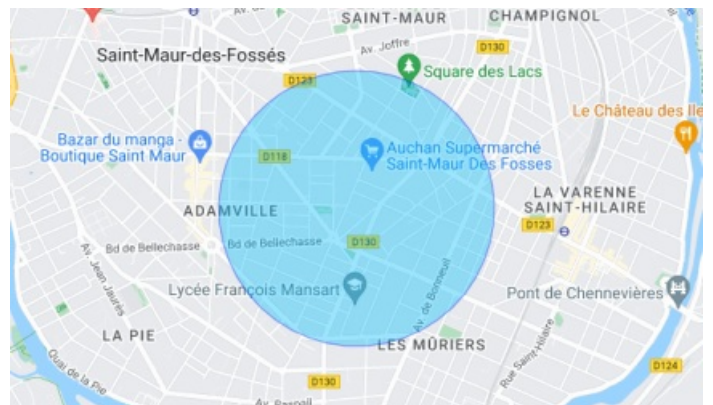 SAINT-MAUR
CHAMPIGNOL
Av. Joffre
D130
Saint-Maur-des-Fossés
D123
Square des Lacs
Le Château des Ile
Bazar du manga -
Boutique Saint Maur
D118
Auchan Supermarché
Saint-Maur Des Fosses
LA VARENNE
SAINT-HILAIRE
ADAMVILLE
D123
Bd de Bellechasse
Bd de Bellechasse
D130
Av. Jean Jaurès
Lycée François Mansart
Av. de Bonneuil
Pont de Chennevières
LA PIE
LES MÛRIERS
Rue Saint-Hilaire
Quai de la Pie
D124
D130
Av. Raspail